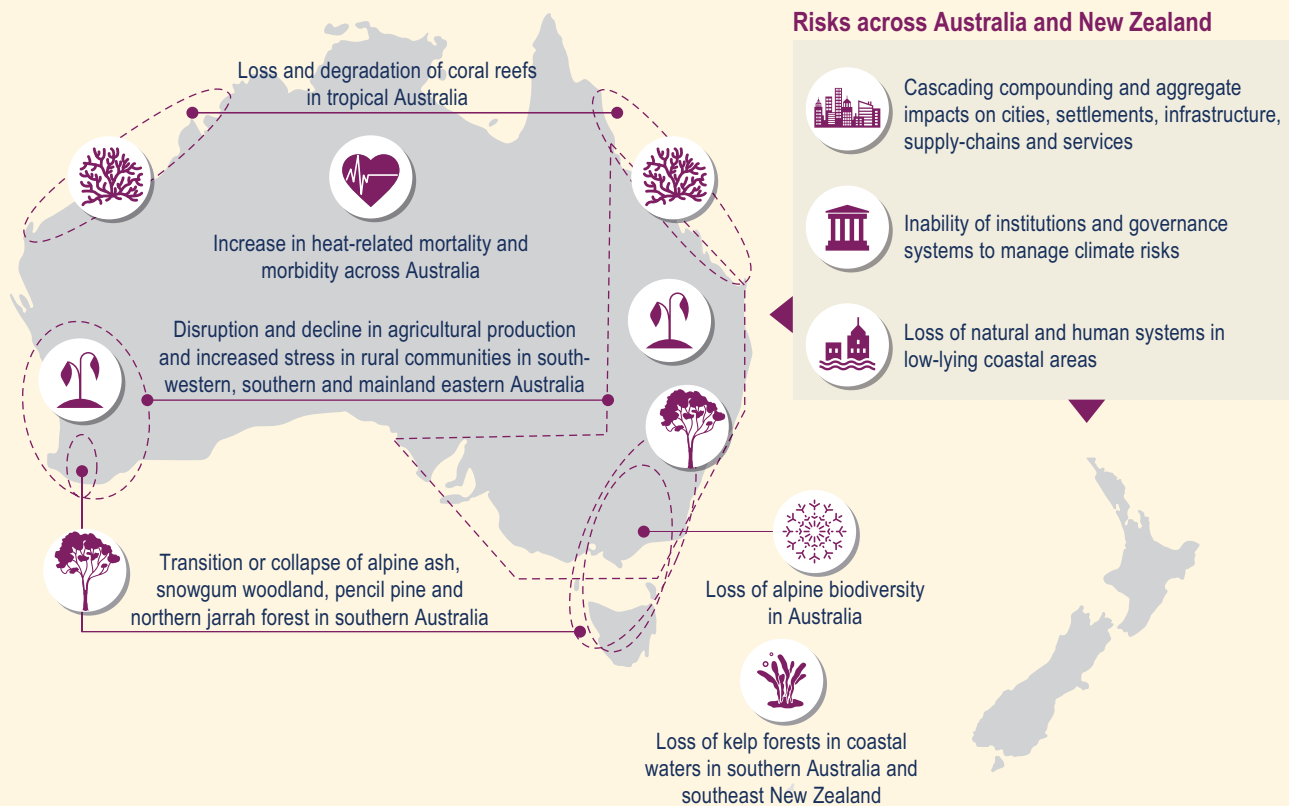 Risks across Australia and New Zealand
Cascading compounding and aggregate
impacts on cities, settlements, infrastructure,
supply-chains and services
Inability of institutions and governance
systems to manage climate risks
Loss of natural and human systems in
low-lying coastal areas
Loss and degradation of coral reefs
in tropical Australia
Increase in heat-related mortality and
morbidity across Australia
Disruption and decline in agricultural production
and increased stress in rural communities in south-
western, southern and mainland eastern Australia
Transition or collapse of alpine ash,
snowgum woodland, pencil pine and
northern jarrah forest in southern Australia
Loss of alpine biodiversity
in Australia
Loss of kelp forests in coastal
waters in southern Australia and
southeast New Zealand